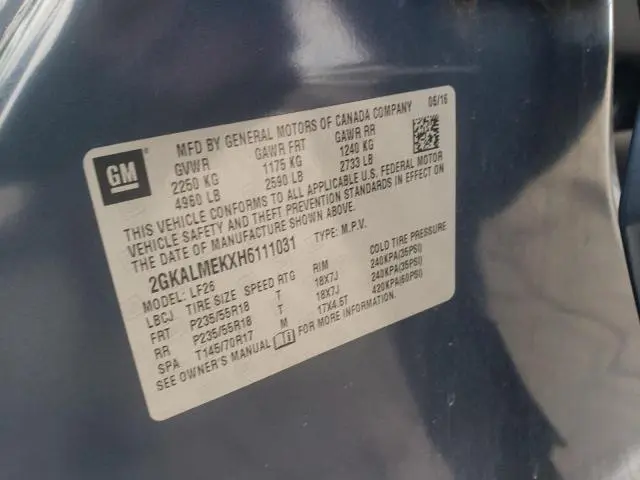 GM
MFD BY GENERAL MOTORS OF CANADA COMPANY 05/16
GVWR GAWR FRT GAWR RR
2250 KG 1175 KG 1240 KG
4960 LB 2590 LB 2733 LB
THIS VEHICLE CONFORMS TO ALL APPLICABLE U.S. FEDERAL MOTOR
VEHICLE SAFETY AND THEFT PREVENTION STANDARDS IN EFFECT ON
THE DATE OF MANUFACTURE SHOWN ABOVE.
2GKALMEKXH6111031 TYPE: M.P.V.
MODEL: LF26
LBCJ TIRE SIZE SPEED RTG RIM COLD TIRE PRESSURE
FRT P235/55R18 T 18X7J 240KPA(35PSI)
RR P235/55R18 T 18X7J 240KPA(35PSI)
SPA T145/70R17 M 17X4.5T 420KPA(60PSI)
SEE OWNER'S MANUAL FOR MORE INFORMATION.